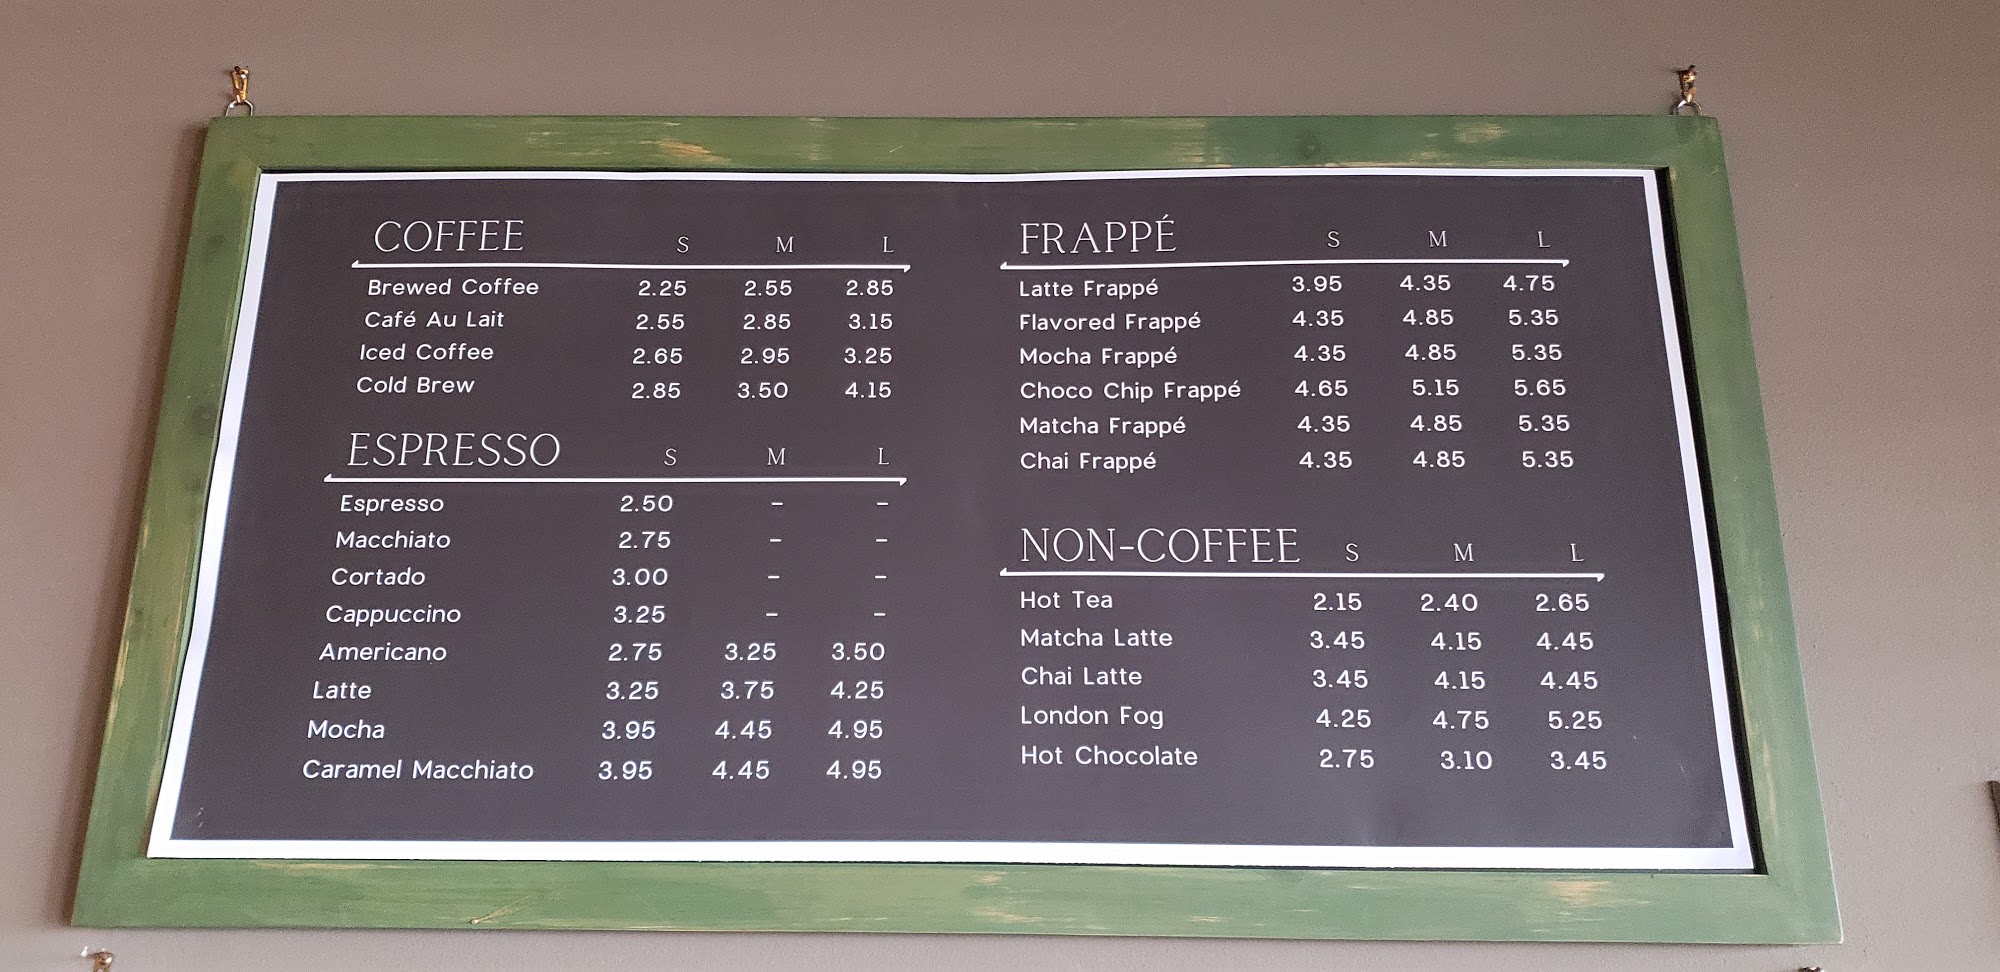 COFFEE S M L
Brewed Coffee 2.25 2.55 2.85
Café Au Lait 2.55 2.85 3.15
Iced Coffee 2.65 2.95 3.25
Cold Brew 2.85 3.50 4.15
ESPRESSO S M L
Espresso 2.50 – –
Macchiato 2.75 – –
Cortado 3.00 – –
Cappuccino 3.25 – –
Americano 2.75 3.25 3.50
Latte 3.25 3.75 4.25
Mocha 3.95 4.45 4.95
Caramel Macchiato 3.95 4.45 4.95
FRAPPÉ S M L
Latte Frappé 3.95 4.35 4.75
Flavored Frappé 4.35 4.85 5.35
Mocha Frappé 4.35 4.85 5.35
Choco Chip Frappé 4.65 5.15 5.65
Matcha Frappé 4.35 4.85 5.35
Chai Frappé 4.35 4.85 5.35
NON-COFFEE S M L
Hot Tea 2.15 2.40 2.65
Matcha Latte 3.45 4.15 4.45
Chai Latte 3.45 4.15 4.45
London Fog 4.25 4.75 5.25
Hot Chocolate 2.75 3.10 3.45